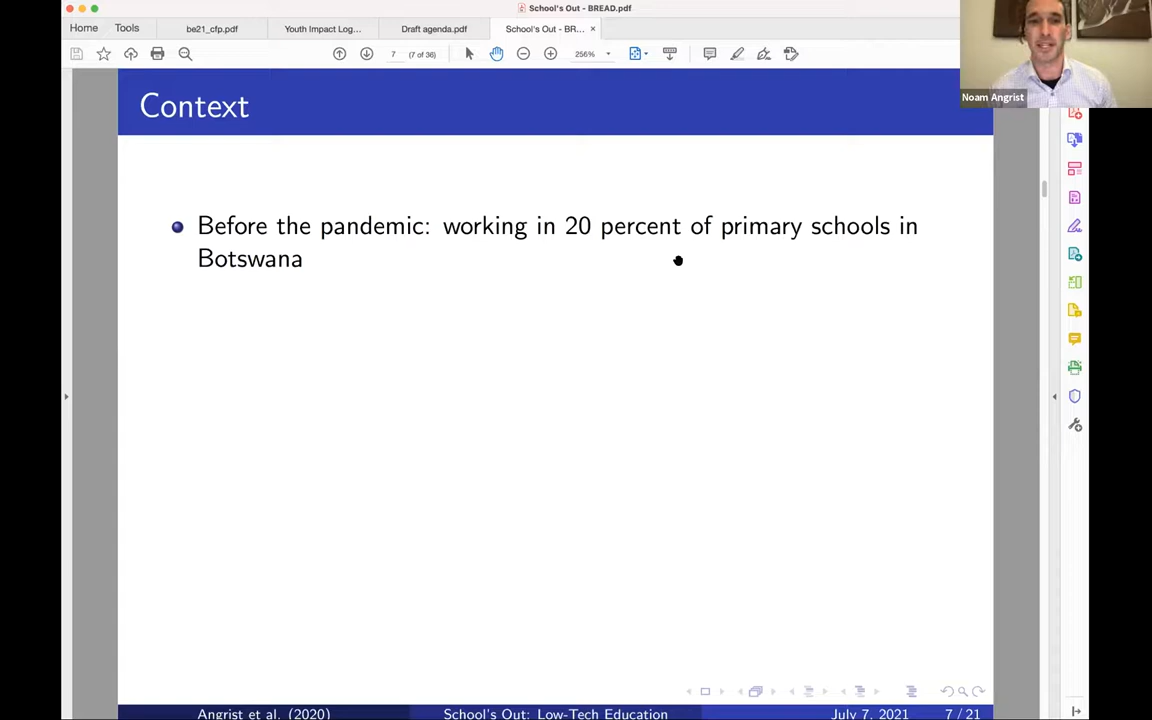 School's Out - BREAD.pdf
Home
Tools
be21_cfp.pdf
Youth Impact Log...
Draft agenda.pdf
School's Out - BR...
×
7
(7 of 36)
256%
Noam Angrist
Context
Before the pandemic: working in 20 percent of primary schools in
Botswana
Angrist et al. (2020)
School's Out: Low-Tech Education
July 7, 2021
7 / 21